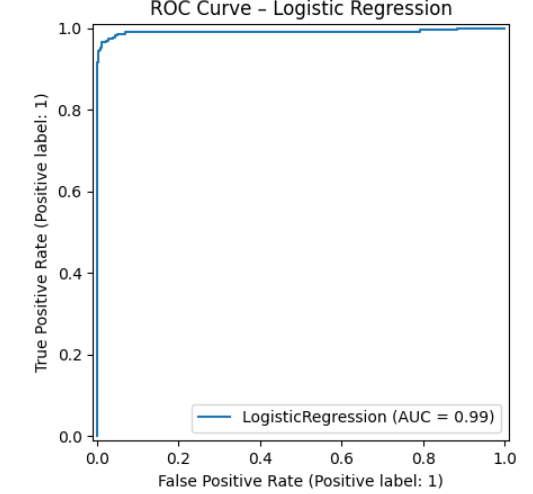 ROC Curve – Logistic Regression
1.0
0.8
0.6
0.4
0.2
0.0
True Positive Rate (Positive label: 1)
LogisticRegression (AUC = 0.99)
0.0 0.2 0.4 0.6 0.8 1.0
False Positive Rate (Positive label: 1)